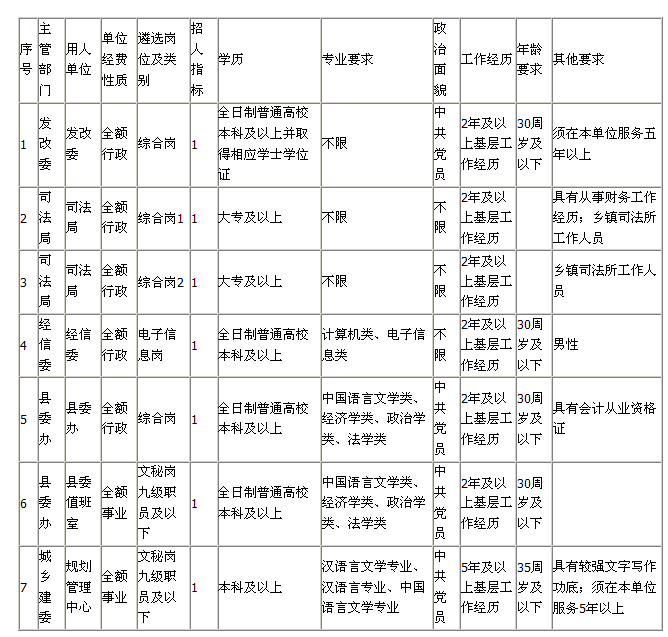 序号 主管部门 用人单位 单位经费性质 遴选岗位及类别 招人指标 学历 专业要求 政治面貌 工作经历 年龄要求 其他要求
1 发改委 发改委 全额行政 综合岗 1 全日制普通高校本科及以上并取得相应学士学位证 不限 中共党员 2年及以上基层工作经历 30周岁及以下 须在本单位服务五年以上
2 司法局 司法局 全额行政 综合岗1 1 大专及以上 不限 不限 2年及以上基层工作经历 具有从事财务工作经历；乡镇司法所工作人员
3 司法局 司法局 全额行政 综合岗2 1 大专及以上 不限 不限 2年及以上基层工作经历 乡镇司法所工作人员
4 经信委 经信委 全额行政 电子信息岗 1 全日制普通高校本科及以上 计算机类、电子信息类 不限 2年及以上基层工作经历 30周岁及以下 男性
5 县委办 县委办 全额行政 综合岗 1 全日制普通高校本科及以上 中国语言文学类、经济学类、政治学类、法学类 中共党员 2年及以上基层工作经历 30周岁及以下 具有会计从业资格证
6 县委办 县委值班室 全额事业 文秘岗九级职员及以下 1 全日制普通高校本科及以上 中国语言文学类、经济学类、政治学类、法学类 中共党员 2年及以上基层工作经历 30周岁及以下
7 城乡建委 规划管理中心 全额事业 文秘岗九级职员及以下 1 本科及以上 汉语言文学专业、汉语言专业、中国语言文学专业 中共党员 5年及以上基层工作经历 35周岁及以下 具有较强文字写作功底；须在本单位服务5年以上